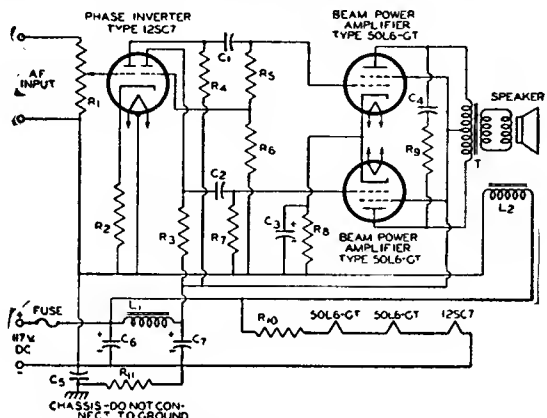 PHASE INVERTER
TYPE 12SC7
BEAM POWER
AMPLIFIER
TYPE 50L6-GT
AF
INPUT
R1
C1
R4
R5
C4
SPEAKER
R6
R9
T
C2
L2
R2
R3
R7
C3
R8
BEAM POWER
AMPLIFIER
TYPE 50L6-GT
FUSE
L1
R10
50L6-GT
50L6-GT
12SC7
117 V.
DC
C6
C7
C5
R11
CHASSIS-DO NOT CON-
NECT TO GROUND